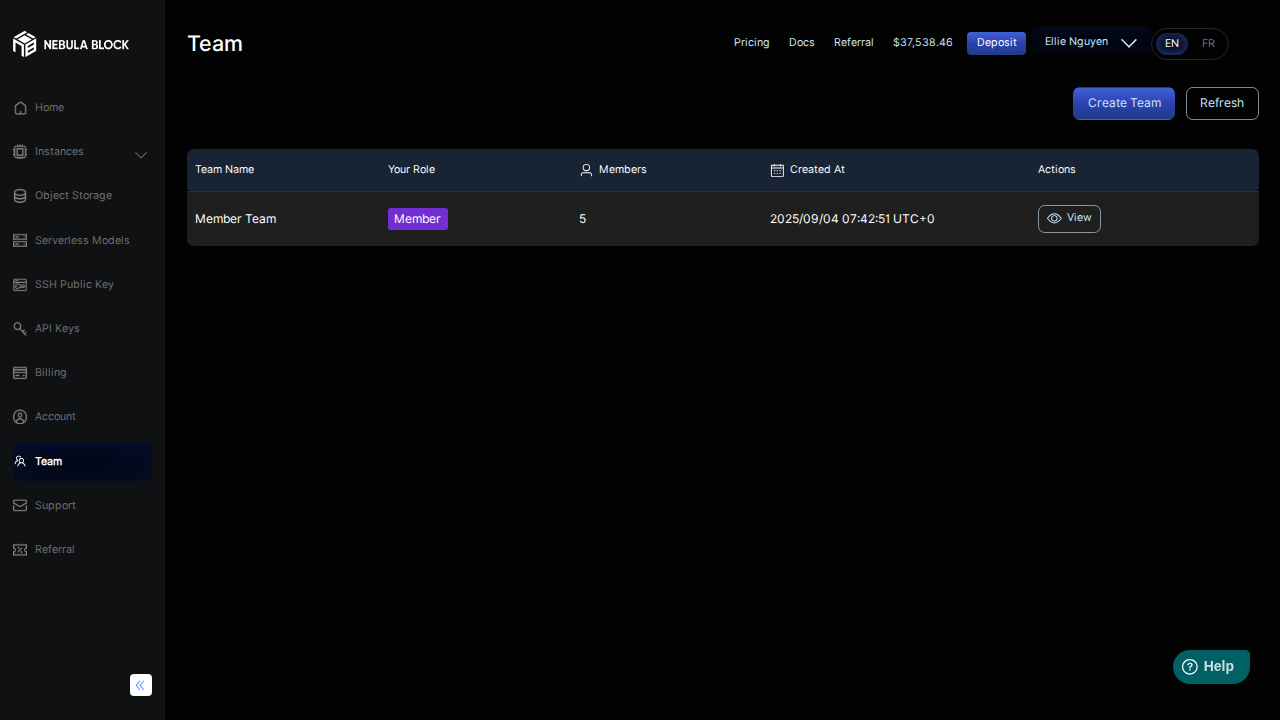 NEBULA BLOCK
Team
Pricing
Docs
Referral
$37,538.46
Deposit
Ellie Nguyen
EN
FR
Home
Instances
Object Storage
Serverless Models
SSH Public Key
API Keys
Billing
Account
Team
Support
Referral
Create Team
Refresh
Team Name
Your Role
Members
Created At
Actions
Member Team
Member
5
2025/09/04 07:42:51 UTC+0
View
Help